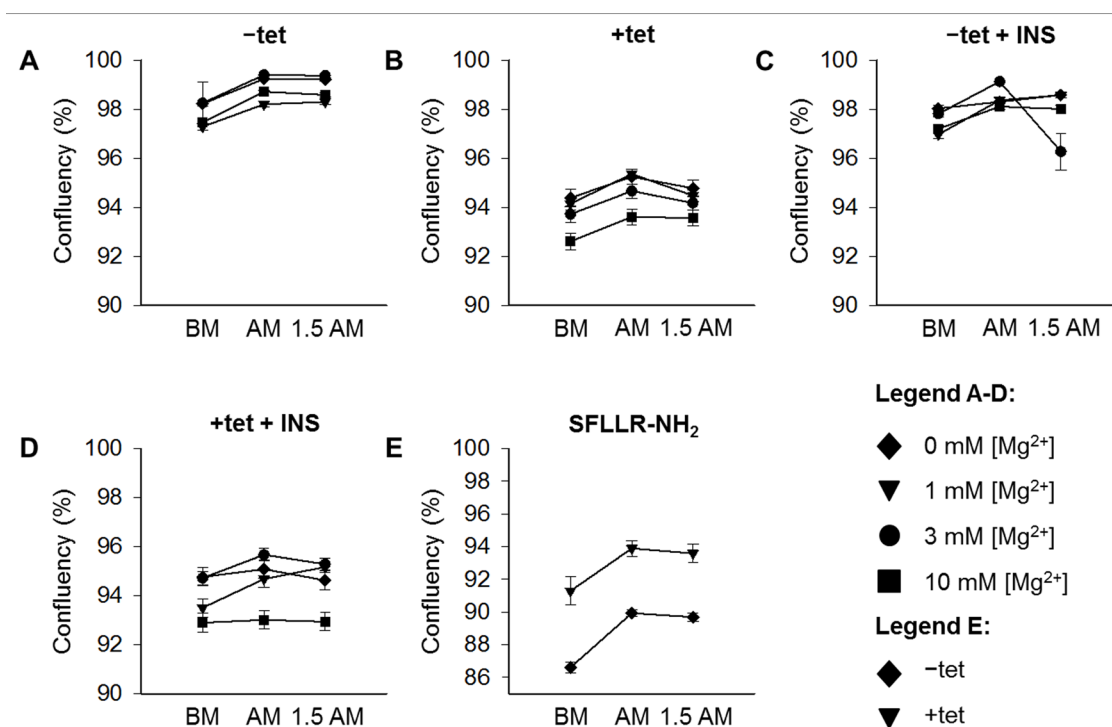 A
−tet
Confluency (%)
100
98
96
94
92
90
BM AM 1.5 AM
B
+tet
Confluency (%)
100
98
96
94
92
90
BM AM 1.5 AM
C
−tet + INS
Confluency (%)
100
98
96
94
92
90
BM AM 1.5 AM
D
+tet + INS
Confluency (%)
100
98
96
94
92
90
BM AM 1.5 AM
E
SFLLR-NH₂
Confluency (%)
100
98
96
94
92
90
86
BM AM 1.5 AM
Legend A-D:
0 mM [Mg²⁺]
1 mM [Mg²⁺]
3 mM [Mg²⁺]
10 mM [Mg²⁺]
Legend E:
−tet
+tet